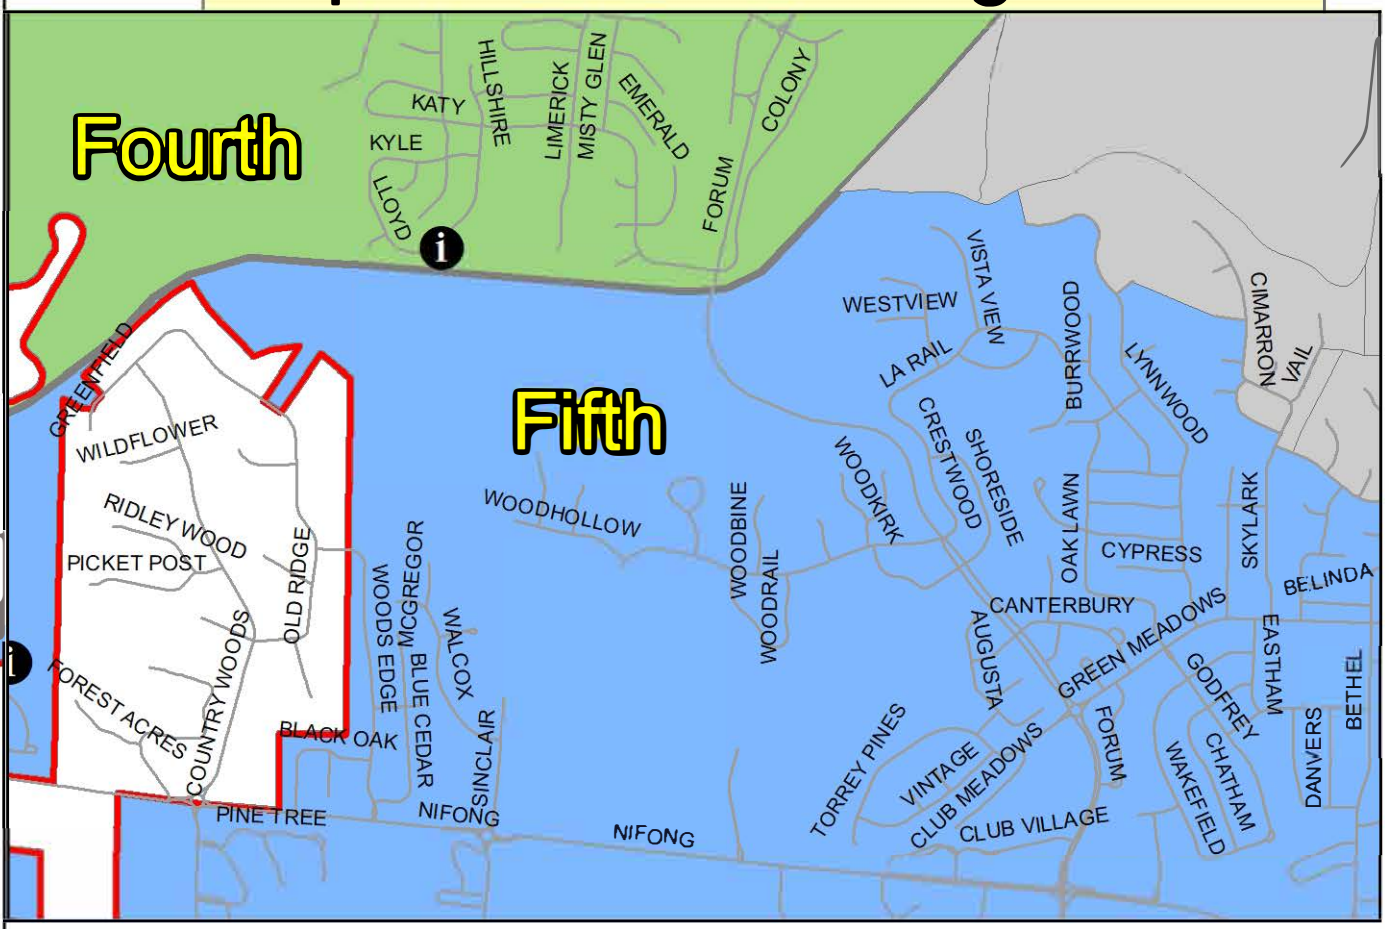 HILLSHIRE
LIMERICK
MISTY GLEN
EMERALD
COLONY
KATY
KYLE
LLOYD
FORUM
Fourth
i
VISTA VIEW
WESTVIEW
BURRWOOD
CIMARRON
VAIL
LYNNWOOD
LA RAIL
GREENFIELD
Fifth
WILDFLOWER
CRESTWOOD
SHORESIDE
WOODKIRK
WOODHOLLOW
WOODBINE
WOODRAIL
OAK LAWN
SKYLARK
CYPRESS
BELINDA
RIDLEY WOOD
PICKET POST
OLD RIDGE
MCGREGOR
WOODS EDGE
WALCOX
BLUE CEDAR
CANTERBURY
AUGUSTA
GREEN MEADOWS
EASTHAM
GODFREY
BETHEL
i
FOREST ACRES
COUNTRY WOODS
BLACK OAK
SINCLAIR
TORREY PINES
VINTAGE
CLUB MEADOWS
FORUM
WAKEFIELD
CHATHAM
DANVERS
PINE TREE
NIFONG
NIFONG
CLUB VILLAGE